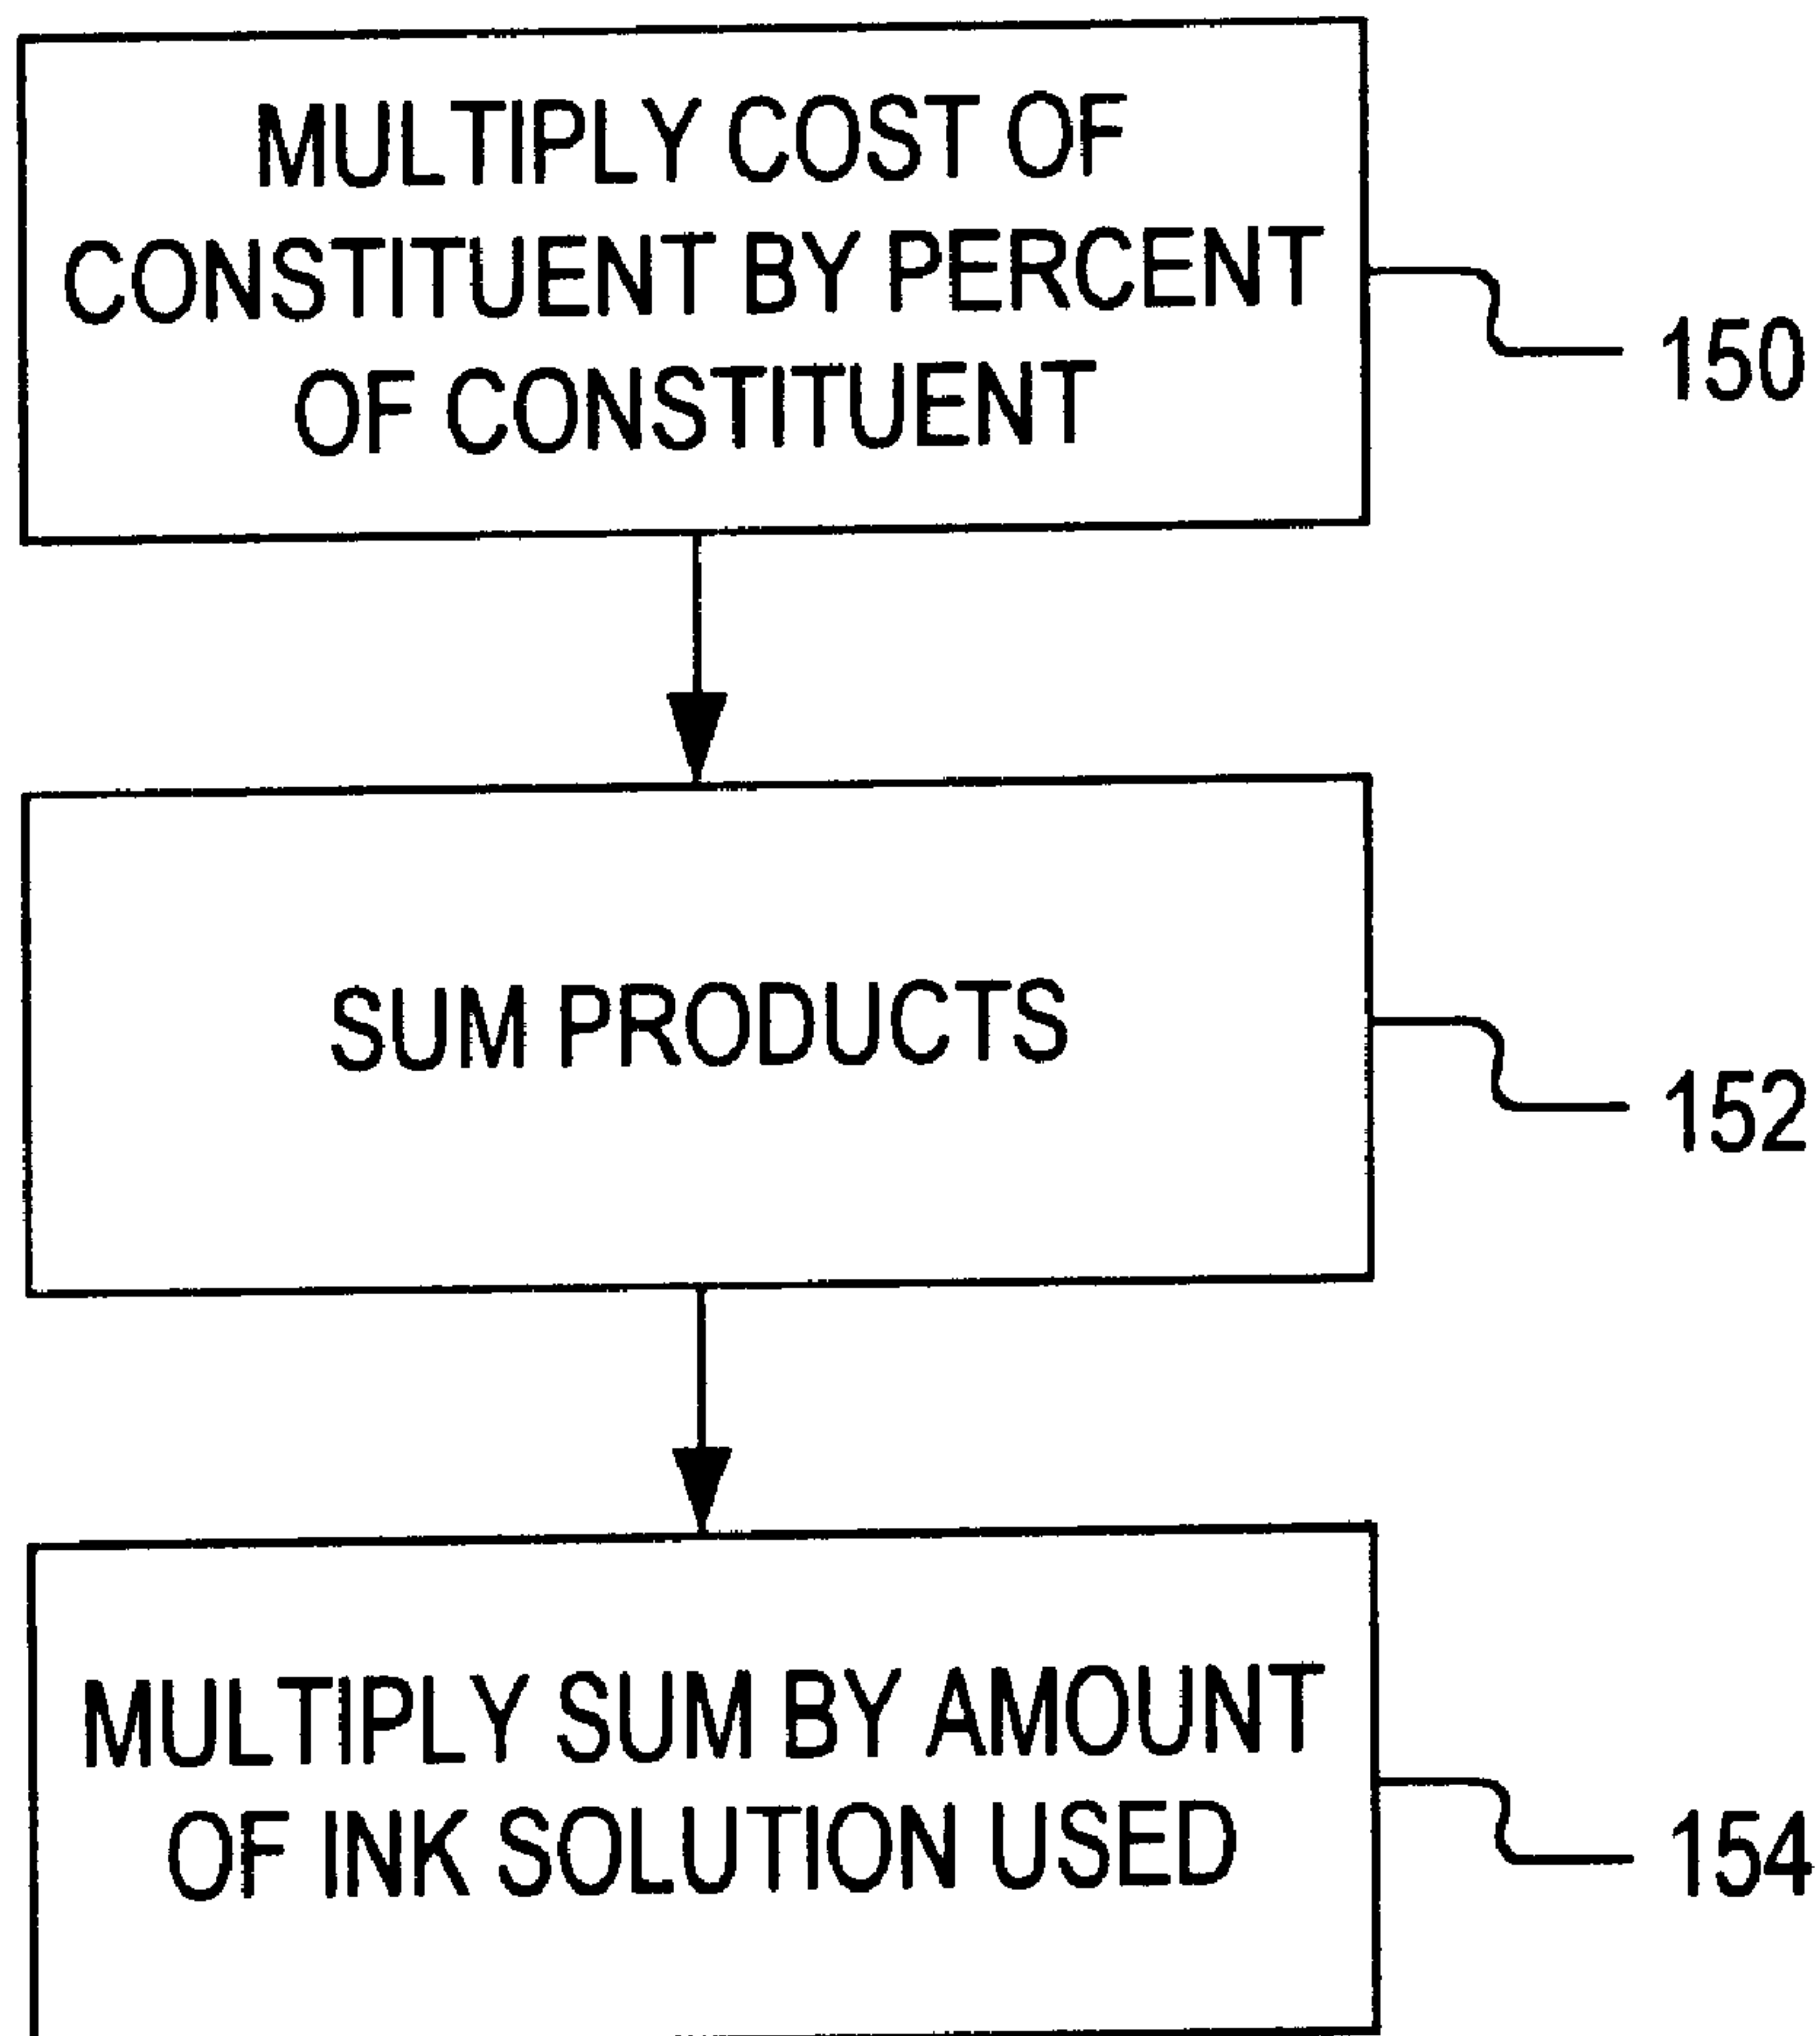 MULTIPLY COST OF
CONSTITUENT BY PERCENT
OF CONSTITUENT
150
SUM PRODUCTS
152
MULTIPLY SUM BY AMOUNT
OF INK SOLUTION USED
154